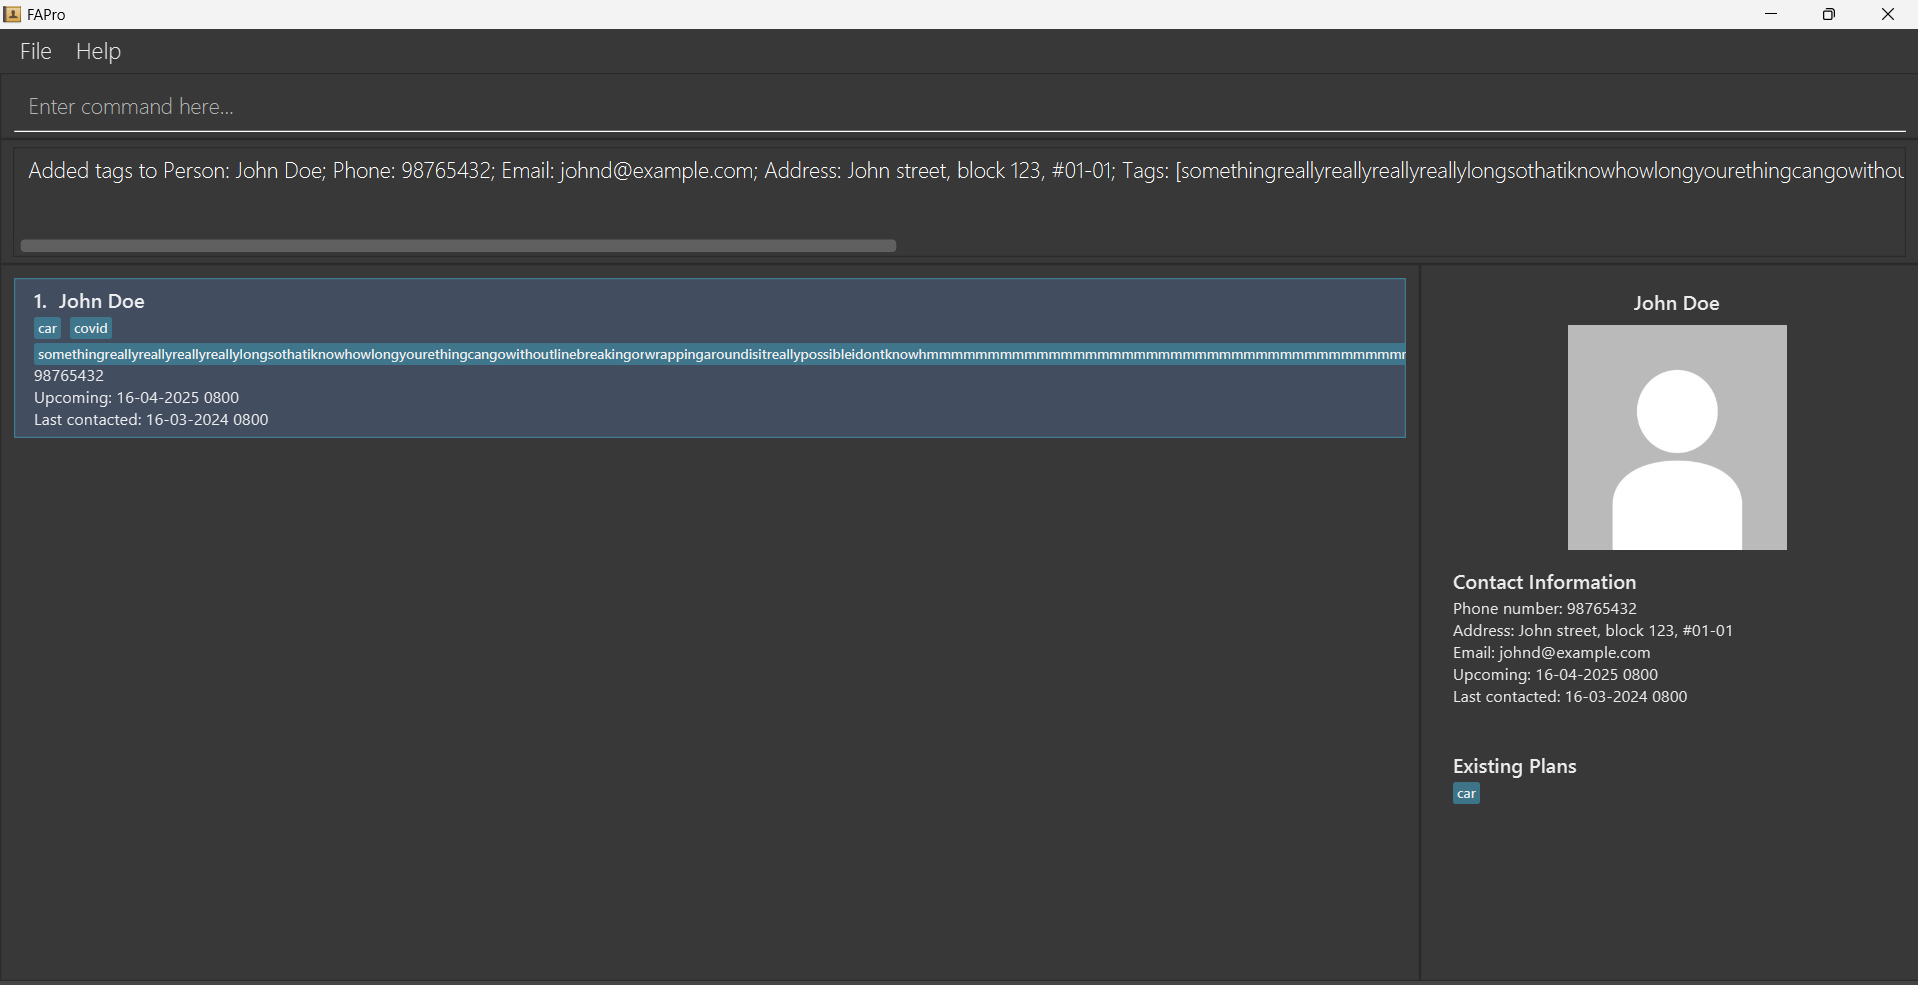 FAPro
File Help
Enter command here...
Added tags to Person: John Doe; Phone: 98765432; Email: johnd@example.com; Address: John street, block 123, #01-01; Tags: [somethingreallyreallyreallyreallylongsothatiknowhowlongyourethingcangowithou
1. John Doe
car covid
somethingreallyreallyreallyreallylongsothatiknowhowlongyourethingcangowithoutlinebreakingorwrappingaroundisitreallypossibleidontknowhmmmmmmmmmmmmmmmmmmmmmmmmmmmmmmmmmmmmmmm
98765432
Upcoming: 16-04-2025 0800
Last contacted: 16-03-2024 0800
John Doe
Contact Information
Phone number: 98765432
Address: John street, block 123, #01-01
Email: johnd@example.com
Upcoming: 16-04-2025 0800
Last contacted: 16-03-2024 0800
Existing Plans
car